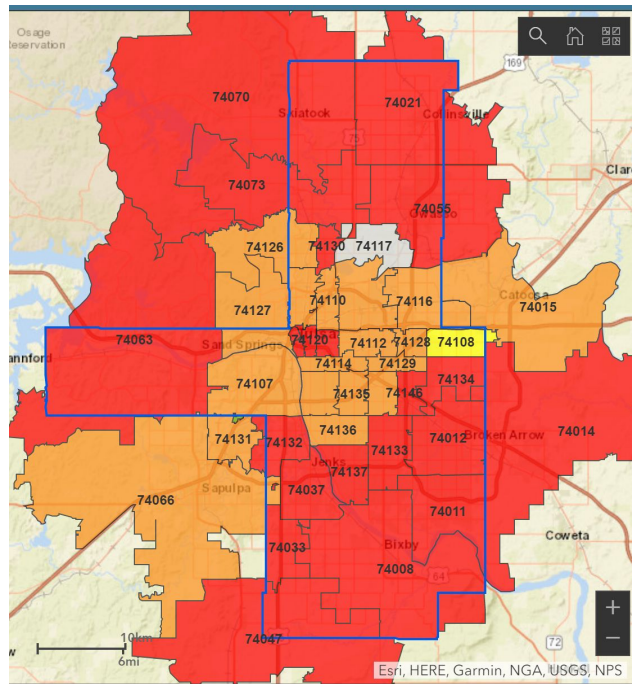 Osage
Reservation
169
74070
74021
Skiatook
Collinsville
75
74073
74055
Owasso
74126
74130
74117
74127
74110
74116
Catoosa
74015
74063
Sand Springs
74120
74112
74128
74108
annford
74114
74129
74107
74135
74146
74134
74131
74132
74136
74133
74012
Broken Arrow
74014
Jenks
74137
Sapulpa
74066
74037
74011
74033
Bixby
74008
64
Coweta
74047
10km
6mi
72
+
−
Esri, HERE, Garmin, NGA, USGS, NPS